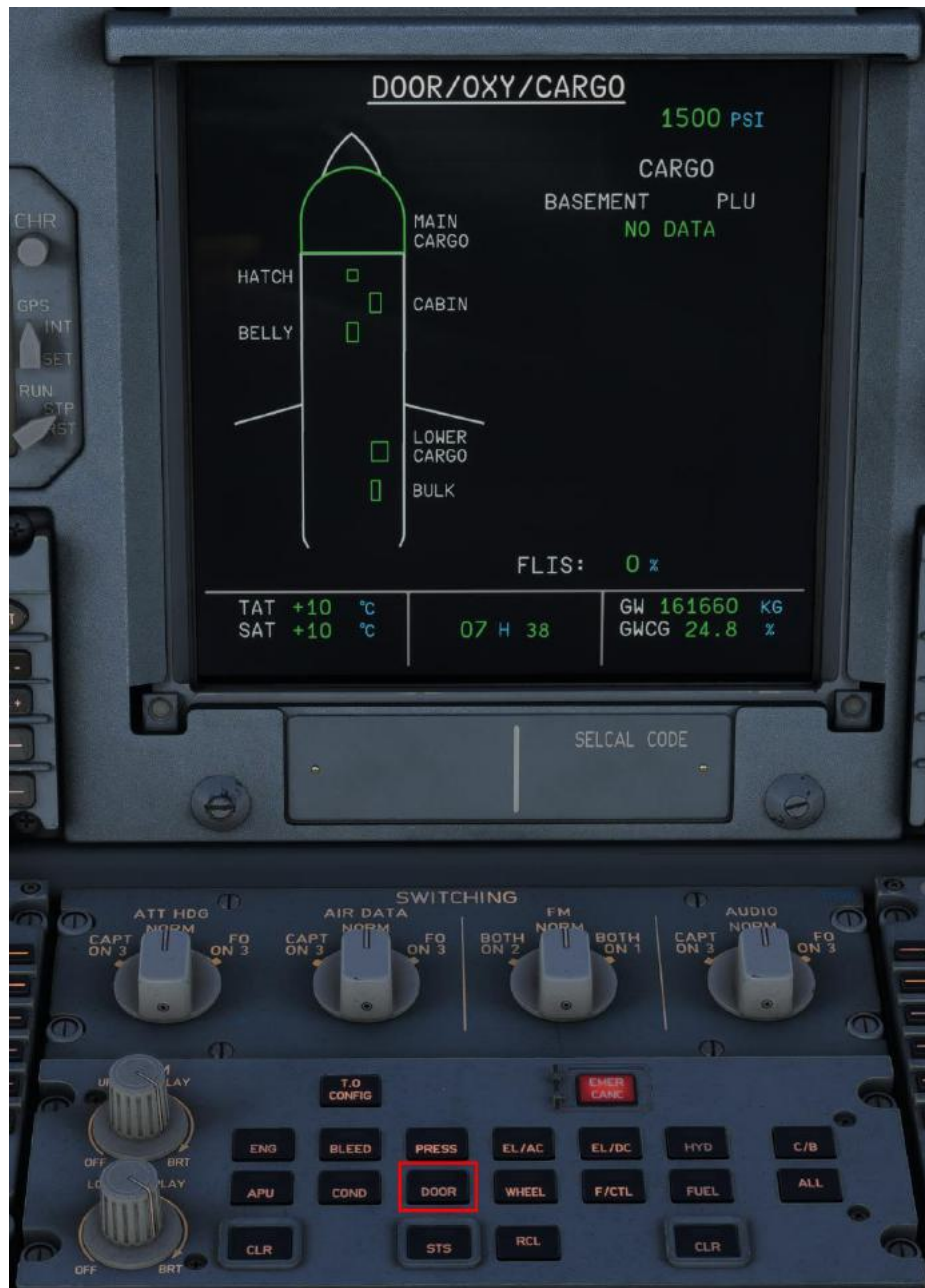 DOOR/OXY/CARGO
1500 PSI
CARGO
BASEMENT PLU
NO DATA
MAIN
CARGO
HATCH
CABIN
BELLY
LOWER
CARGO
BULK
FLIS: 0 %
TAT +10 °C
SAT +10 °C
07 H 38
GW 161660 KG
GWCG 24.8 %
CHR
GPS
INT
SET
RUN
STP
RST
SELCAL CODE
SWITCHING
ATT HDG
NORM
CAPT
ON 3
FO
ON 3
AIR DATA
NORM
CAPT
ON 3
FO
ON 3
FM
NORM
BOTH
ON 2
BOTH
ON 1
AUDIO
NORM
CAPT
ON 3
FO
ON 3
OFF BRT
T.O
CONFIG
EMER
CANC
ENG BLEED PRESS EL/AC EL/DC HYD C/B
APU COND DOOR WHEEL F/CTL FUEL ALL
CLR STS RCL CLR
OFF BRT